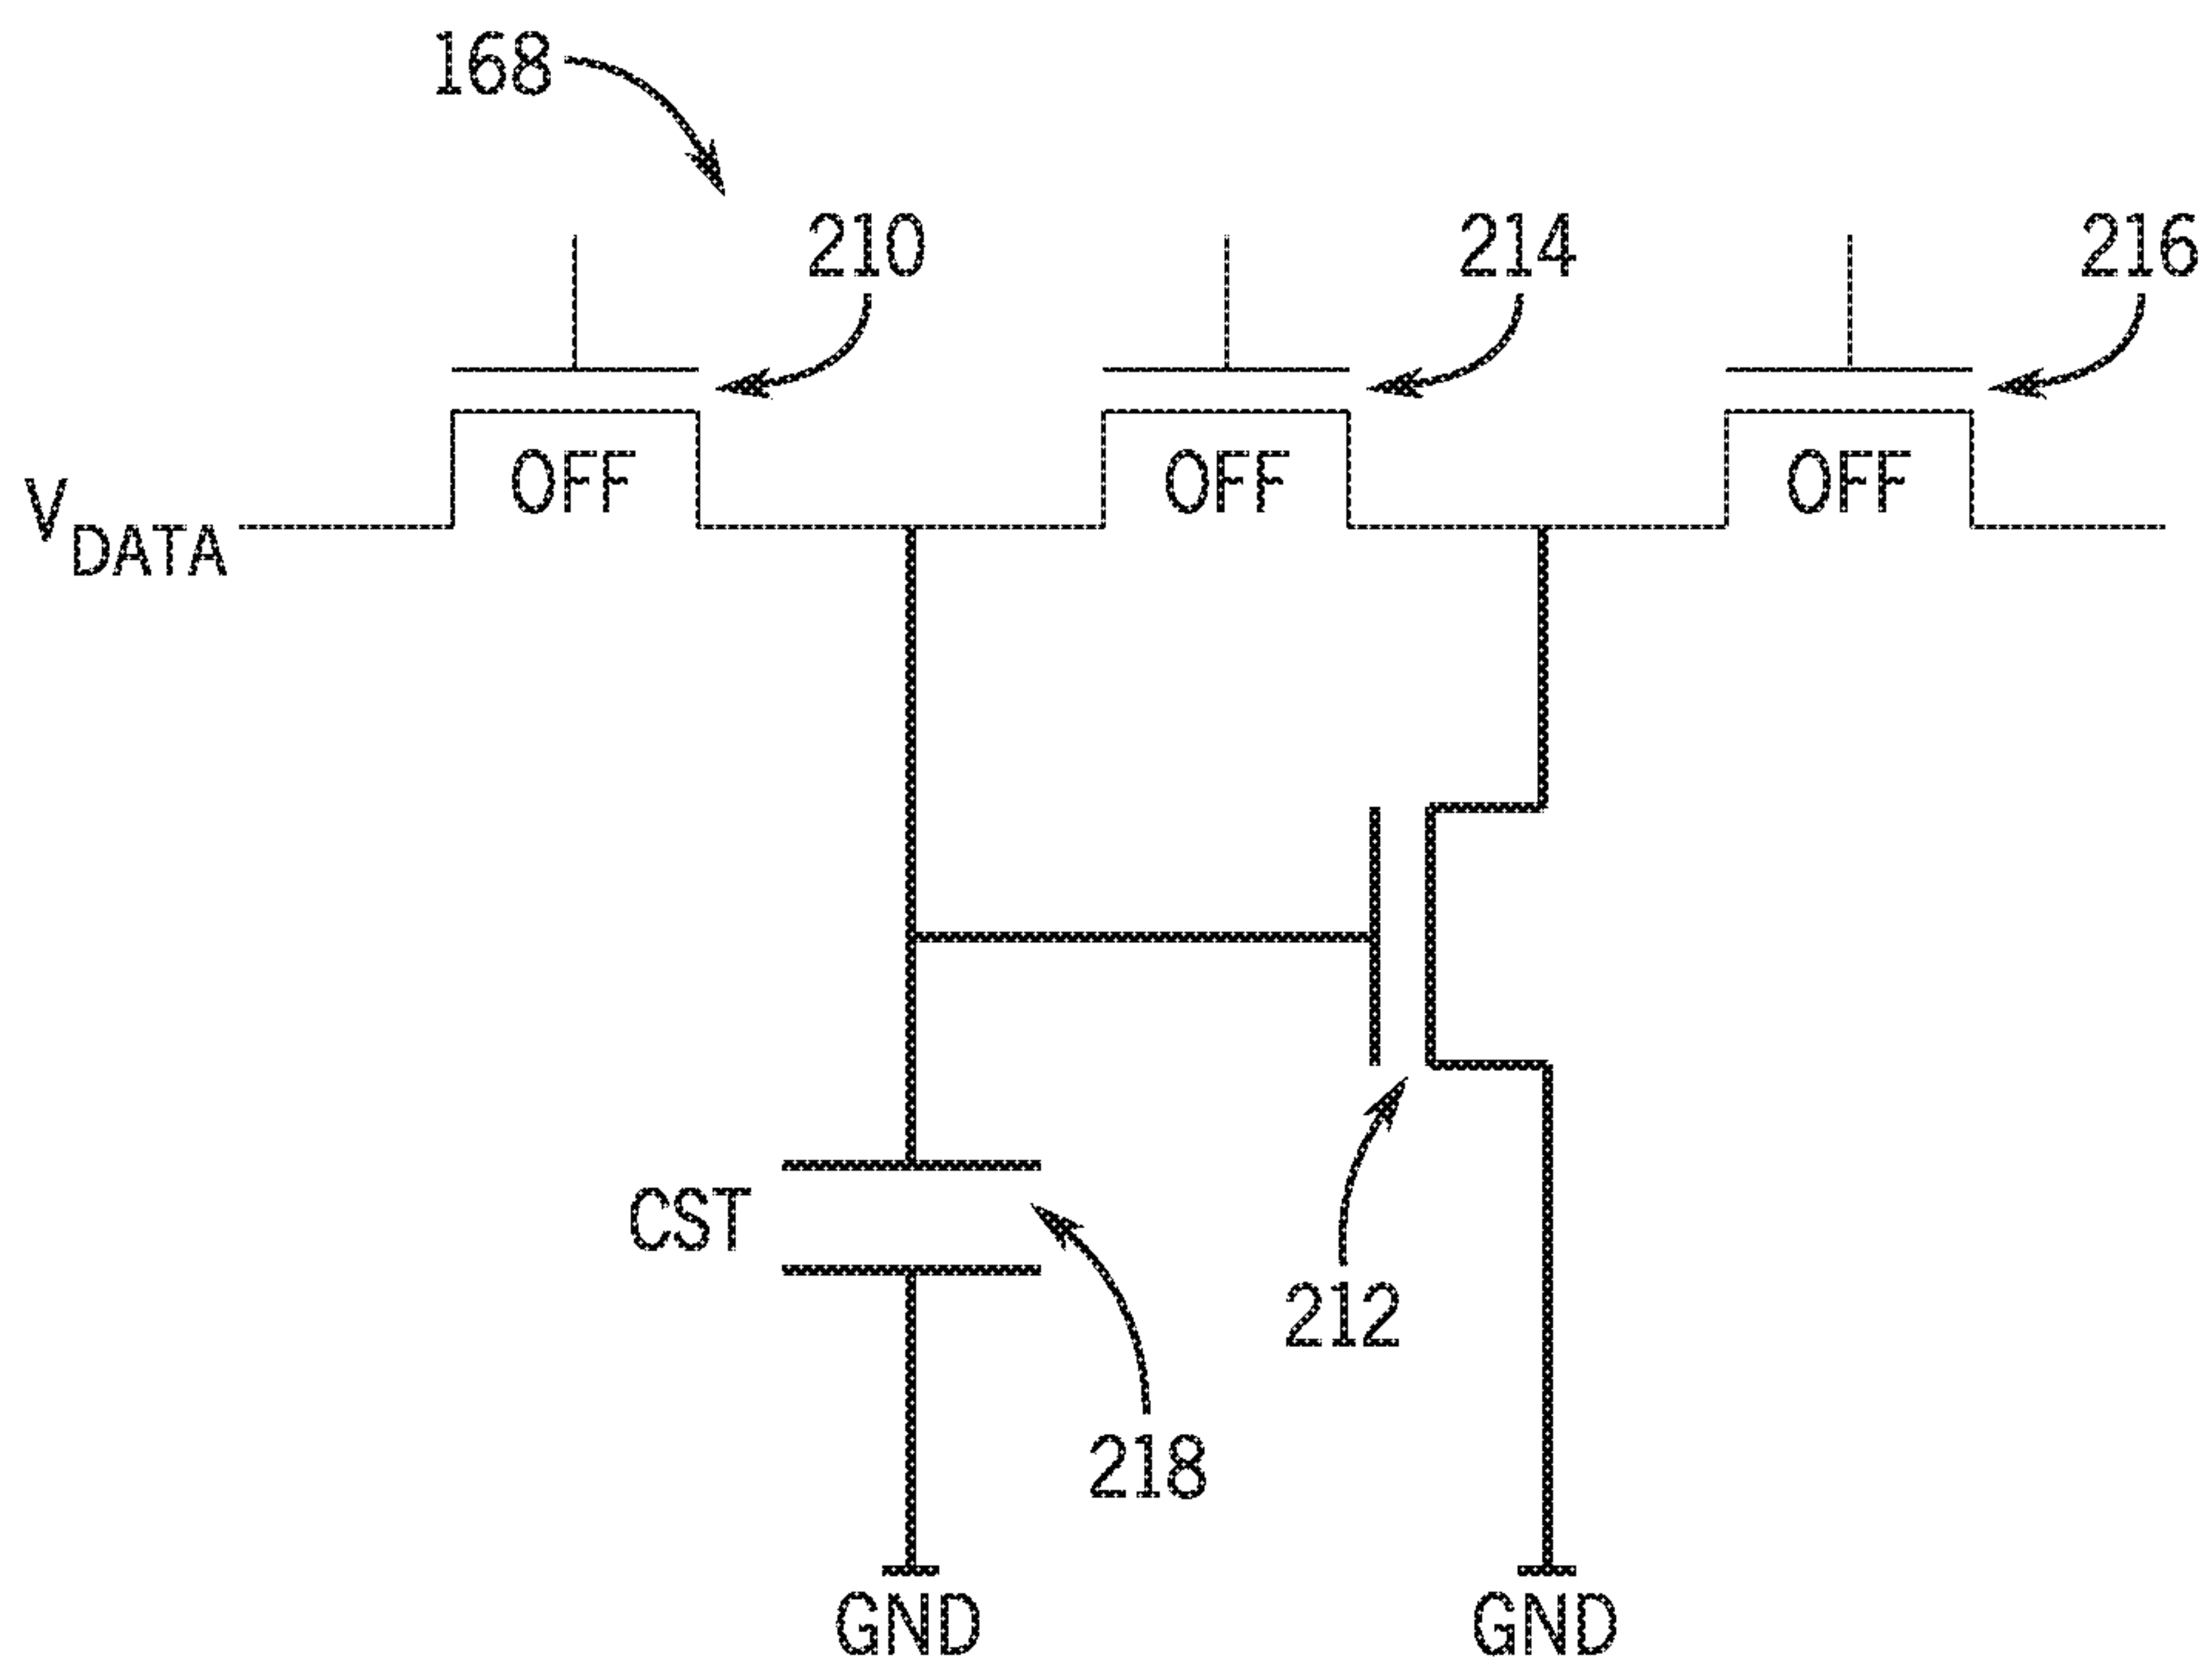 168
210
214
216
OFF
OFF
OFF
VDATA
CST
212
218
GND
GND